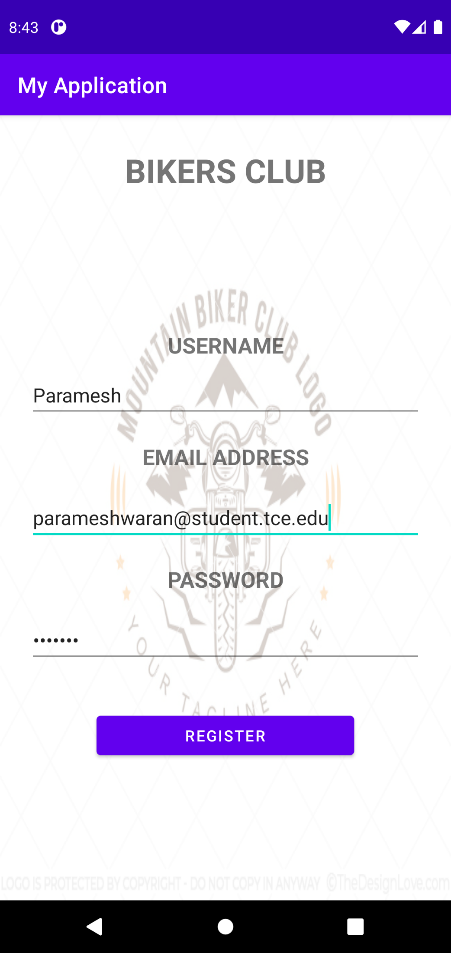 8:43
My Application
BIKERS CLUB
MOUNTAIN BIKER CLUB LOGO
USERNAME
Paramesh
EMAIL ADDRESS
parameshwaran@student.tce.edu
PASSWORD
•••••••
YOUR TAGLINE HERE
REGISTER
LOGO IS PROTECTED BY COPYRIGHT - DO NOT COPY IN ANYWAY ©TheDesignLove.com